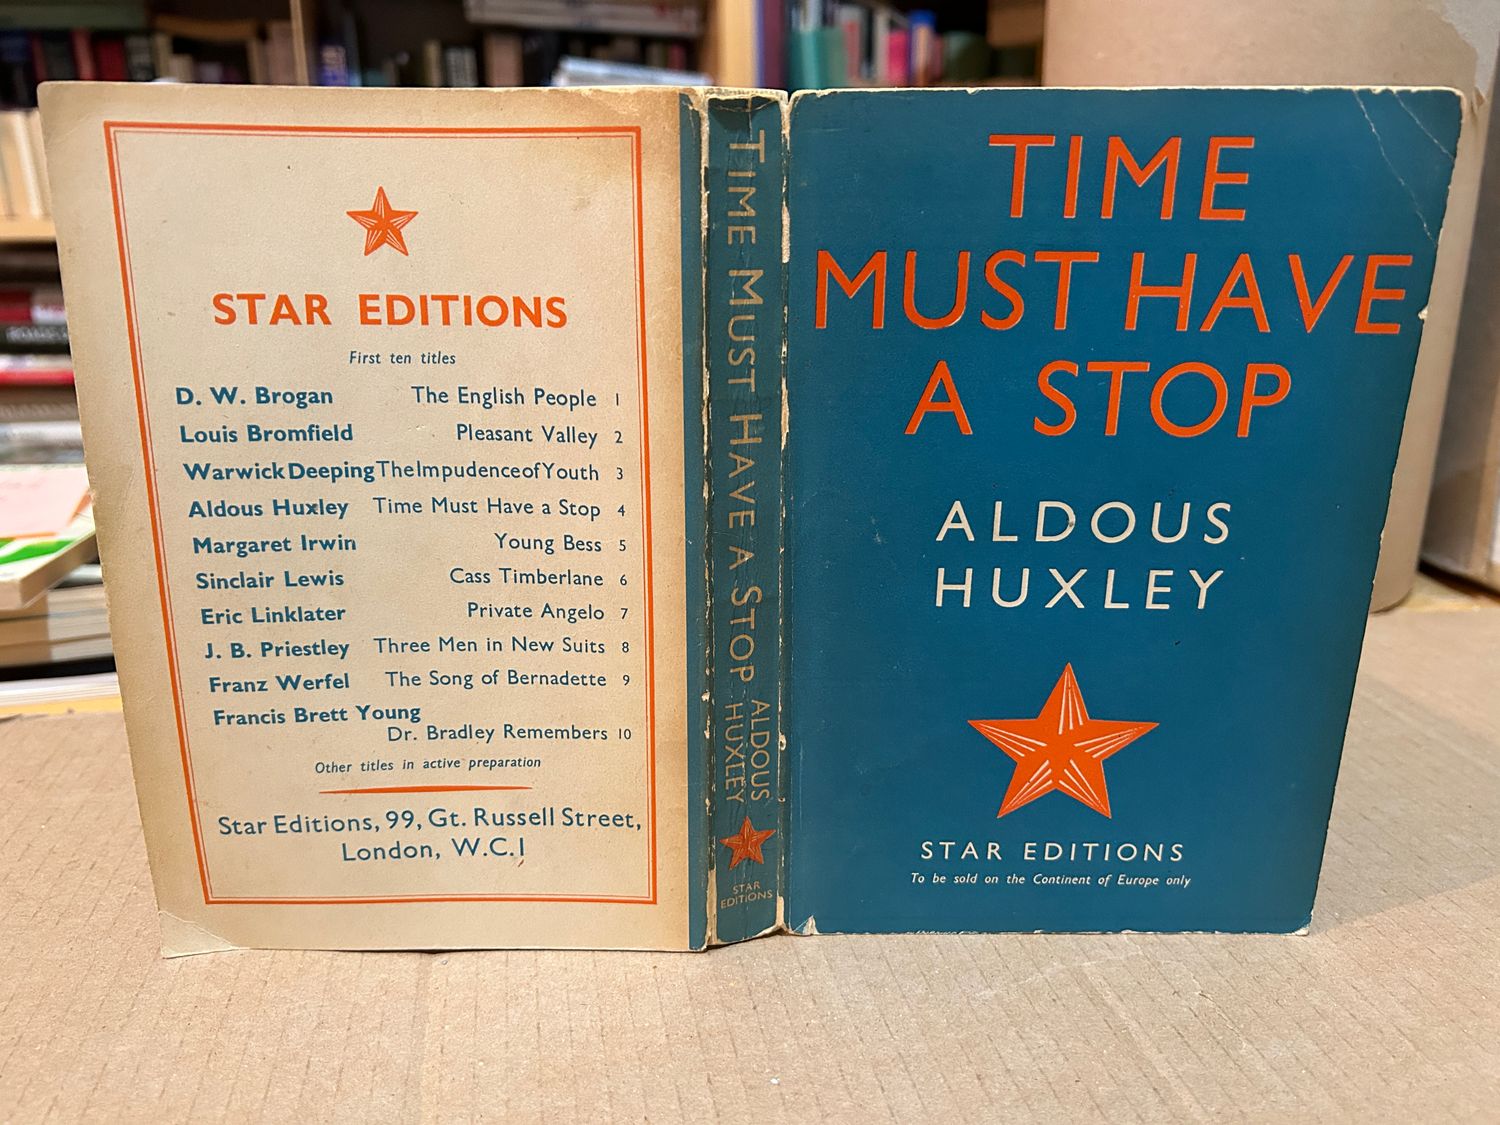 STAR EDITIONS
First ten titles
D. W. Brogan The English People 1
Louis Bromfield Pleasant Valley 2
Warwick Deeping The Impudence of Youth 3
Aldous Huxley Time Must Have a Stop 4
Margaret Irwin Young Bess 5
Sinclair Lewis Cass Timberlane 6
Eric Linklater Private Angelo 7
J. B. Priestley Three Men in New Suits 8
Franz Werfel The Song of Bernadette 9
Francis Brett Young
Dr. Bradley Remembers 10
Other titles in active preparation
Star Editions, 99, Gt. Russell Street,
London, W.C.1
TIME MUST HAVE A STOP
ALDOUS
HUXLEY
STAR
EDITIONS
TIME
MUST HAVE
A STOP
ALDOUS
HUXLEY
STAR EDITIONS
To be sold on the Continent of Europe only